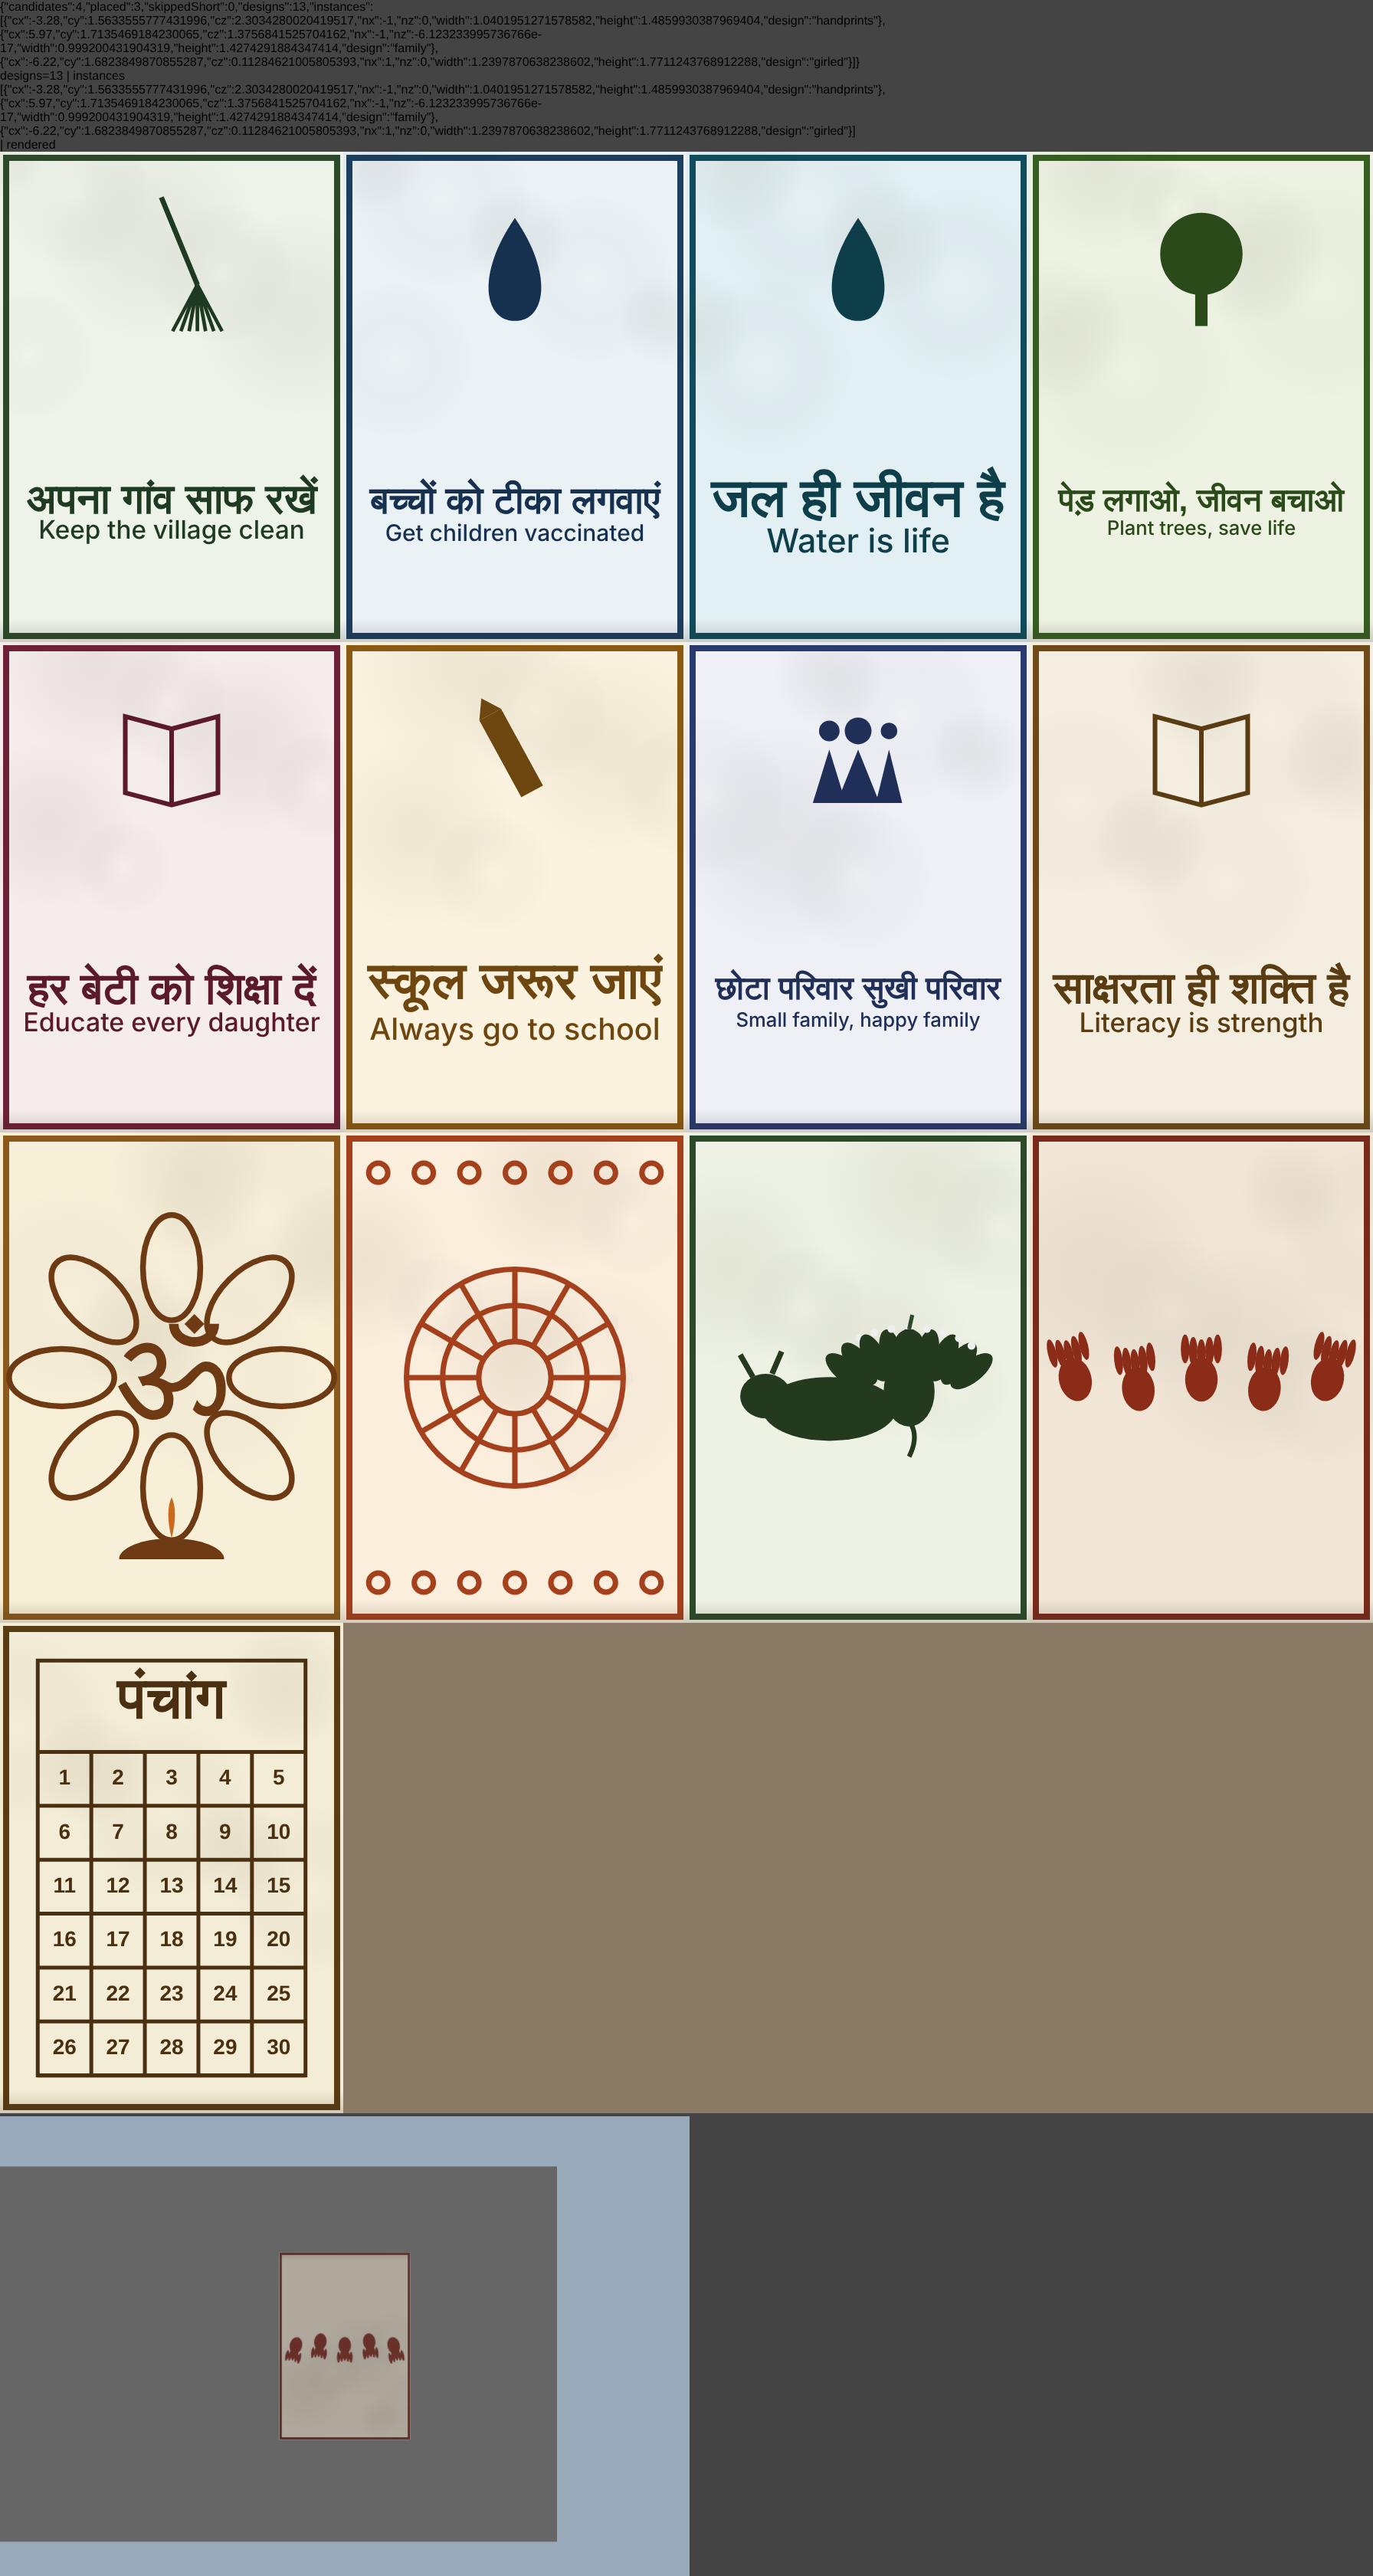 {"candidates":4,"placed":3,"skippedShort":0,"designs":13,"instances":
[{"cx":-3.28,"cy":1.5633555777431996,"cz":2.3034280020419517,"nx":-1,"nz":0,"width":1.0401951271578582,"height":1.4859930387969404,"design":"handprints"},
{"cx":5.97,"cy":1.7135469184230065,"cz":1.3756841525704162,"nx":-1,"nz":-6.123233995736766e-
17,"width":0.999200431904319,"height":1.4274291884347414,"design":"family"},
{"cx":-6.22,"cy":1.6823849870855287,"cz":0.11284621005805393,"nx":1,"nz":0,"width":1.2397870638238602,"height":1.7711243768912288,"design":"girled"}]}
designs=13 | instances
[{"cx":-3.28,"cy":1.5633555777431996,"cz":2.3034280020419517,"nx":-1,"nz":0,"width":1.0401951271578582,"height":1.4859930387969404,"design":"handprints"},
{"cx":5.97,"cy":1.7135469184230065,"cz":1.3756841525704162,"nx":-1,"nz":-6.123233995736766e-
17,"width":0.999200431904319,"height":1.4274291884347414,"design":"family"},
{"cx":-6.22,"cy":1.6823849870855287,"cz":0.11284621005805393,"nx":1,"nz":0,"width":1.2397870638238602,"height":1.7711243768912288,"design":"girled"}]
| rendered
अपना गांव साफ रखें
Keep the village clean
बच्चों को टीका लगवाएं
Get children vaccinated
जल ही जीवन है
Water is life
पेड़ लगाओ, जीवन बचाओ
Plant trees, save life
हर बेटी को शिक्षा दें
Educate every daughter
स्कूल जरूर जाएं
Always go to school
छोटा परिवार सुखी परिवार
Small family, happy family
साक्षरता ही शक्ति है
Literacy is strength
ॐ
पंचांग
1 2 3 4 5
6 7 8 9 10
11 12 13 14 15
16 17 18 19 20
21 22 23 24 25
26 27 28 29 30